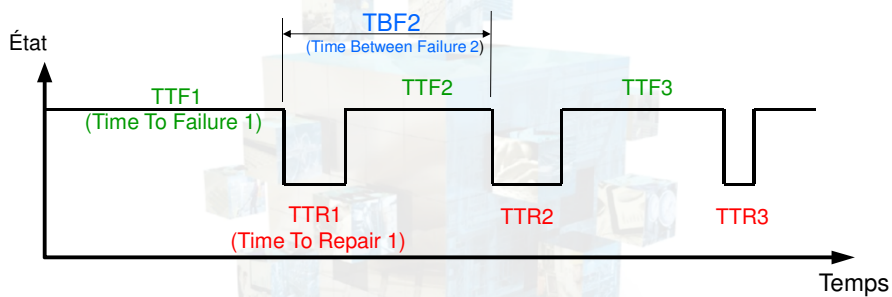 TBF2
(Time Between Failure 2)
État
TTF1
(Time To Failure 1)
TTF2
TTF3
TTR1
(Time To Repair 1)
TTR2
TTR3
Temps